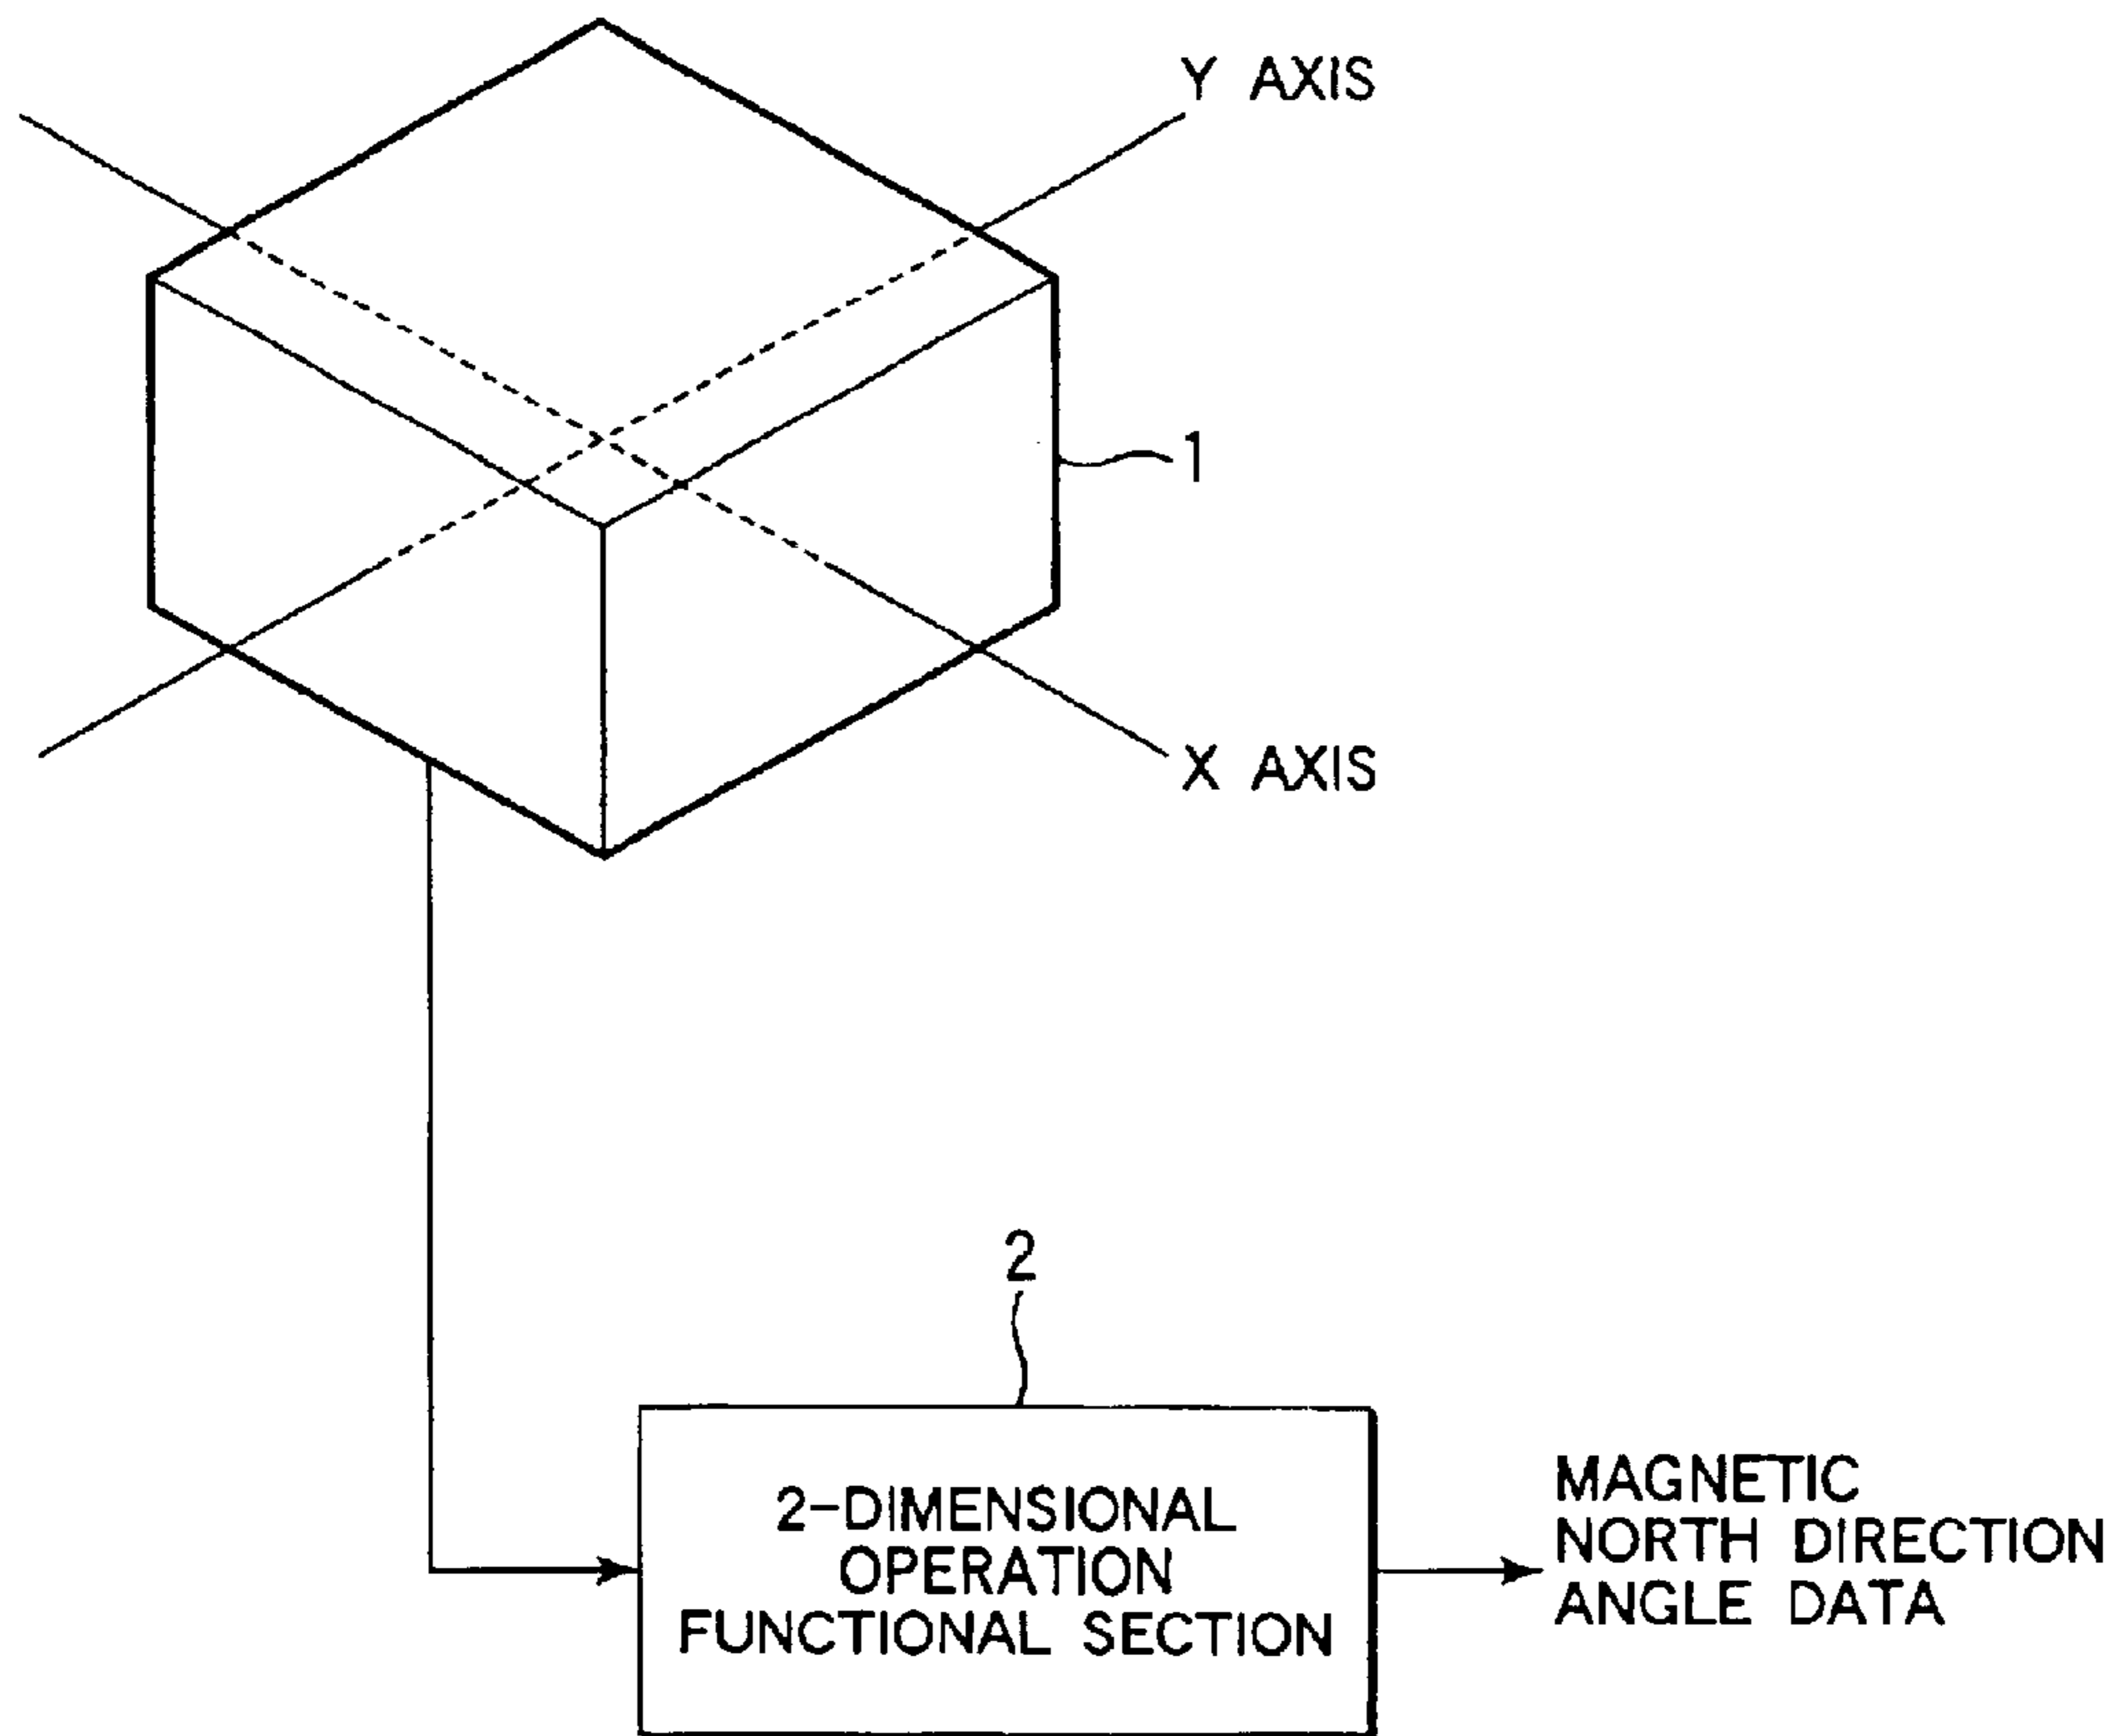 Y AXIS
1
X AXIS
2
2-DIMENSIONAL
OPERATION
FUNCTIONAL SECTION
MAGNETIC
NORTH DIRECTION
ANGLE DATA